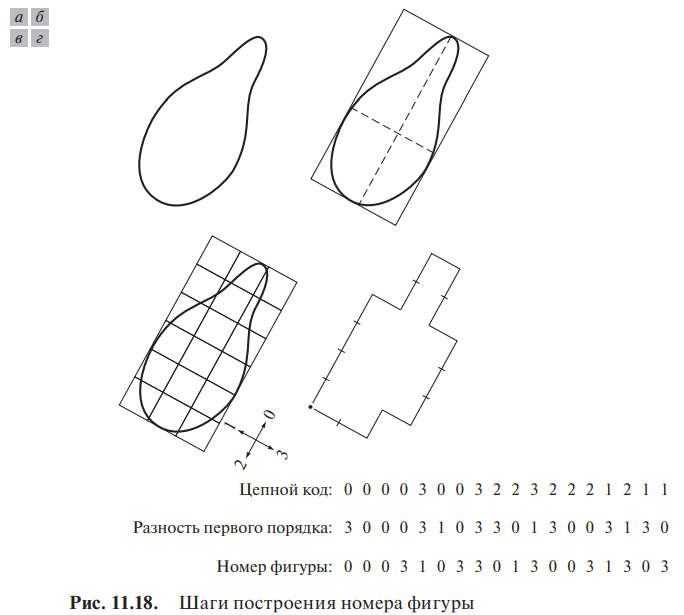 а б
в г
0
1
3
2
Цепной код: 0 0 0 0 3 0 0 3 2 2 3 2 2 2 1 2 1 1
Разность первого порядка: 3 0 0 0 3 1 0 3 3 0 1 3 0 0 3 1 3 0
Номер фигуры: 0 0 0 3 1 0 3 3 0 1 3 0 0 3 1 3 0 3
Рис. 11.18. Шаги построения номера фигуры